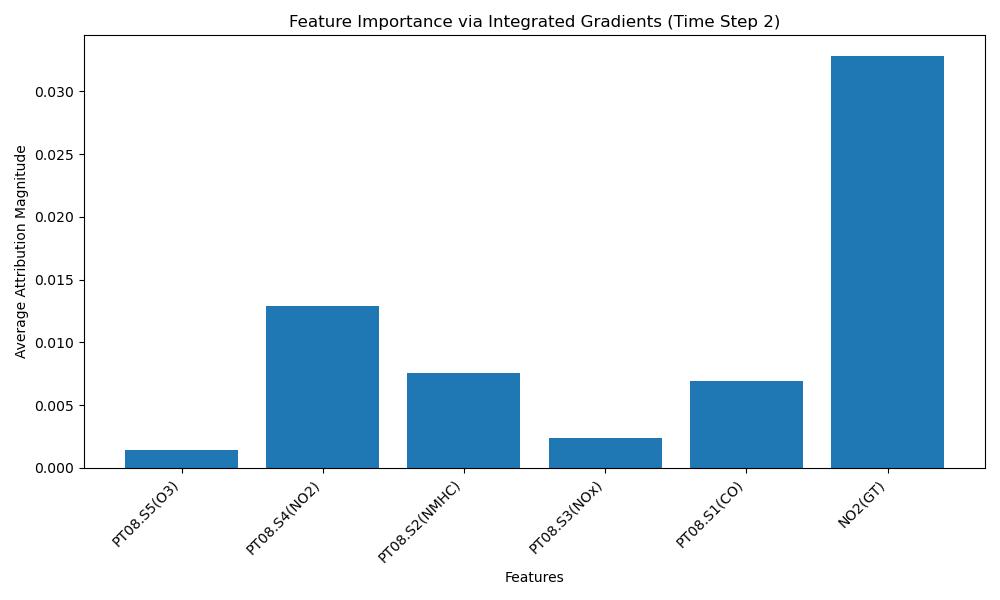 Feature Importance via Integrated Gradients (Time Step 2)
Average Attribution Magnitude
0.030
0.025
0.020
0.015
0.010
0.005
0.000
PT08.S5(O3)
PT08.S4(NO2)
PT08.S2(NMHC)
PT08.S3(NOx)
PT08.S1(CO)
NO2(GT)
Features